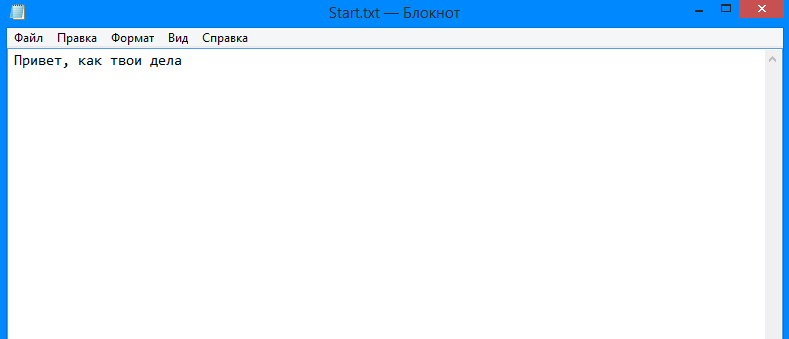 Start.txt — Блокнот
Файл Правка Формат Вид Справка
Привет, как твои дела